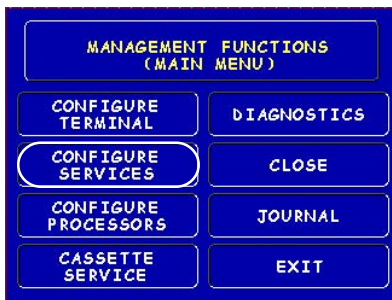 MANAGEMENT FUNCTIONS
(MAIN MENU)
CONFIGURE
TERMINAL
DIAGNOSTICS
CONFIGURE
SERVICES
CLOSE
CONFIGURE
PROCESSORS
JOURNAL
CASSETTE
SERVICE
EXIT